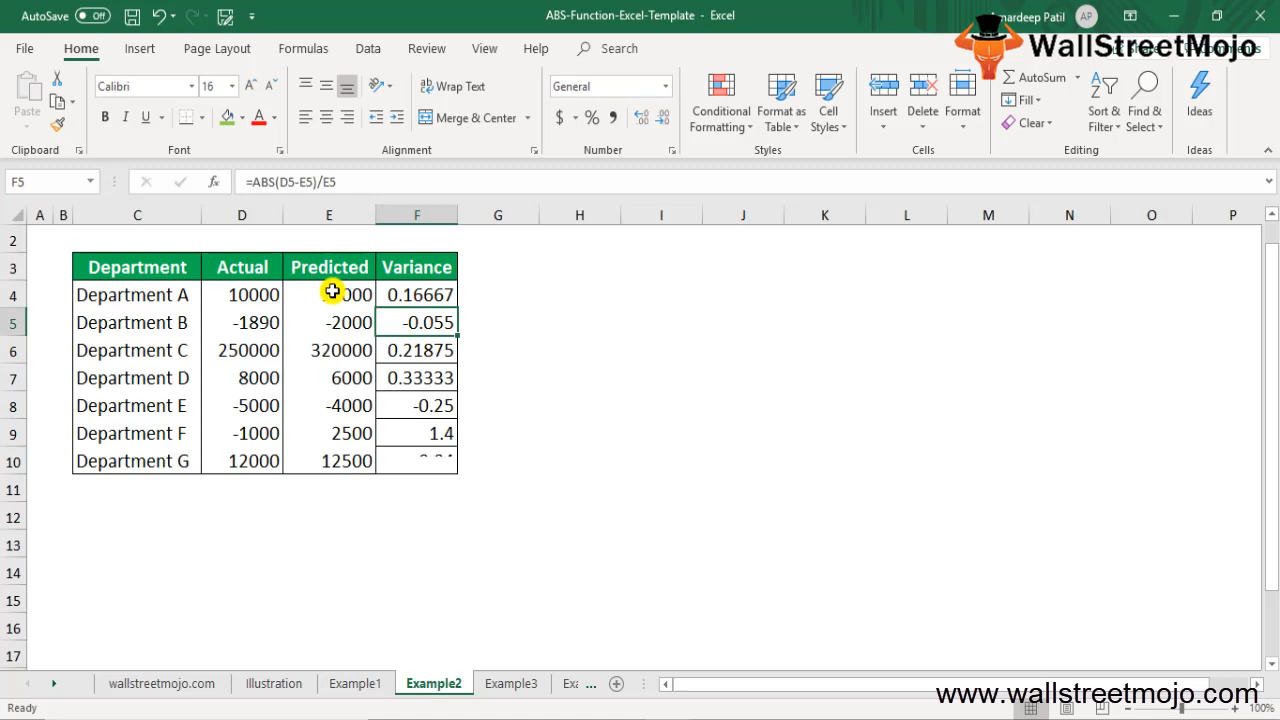 AutoSave Off
ABS-Function-Excel-Template - Excel
Amardeep Patil AP
WallStreetMojo
File Home Insert Page Layout Formulas Data Review View Help Search
Paste
Clipboard
Calibri 16
B I U
Font
Wrap Text
Merge & Center
Alignment
General
$ % ,
Number
Conditional Formatting
Format as Table
Cell Styles
Styles
Insert Delete Format
Cells
AutoSum
Fill
Clear
Sort & Filter
Find & Select
Editing
Ideas
Ideas
F5 fx =ABS(D5-E5)/E5
A B C D E F G H I J K L M N O P
2
3 Department Actual Predicted Variance
4 Department A 10000 0.16667
5 Department B -1890 -2000 -0.055
6 Department C 250000 320000 0.21875
7 Department D 8000 6000 0.33333
8 Department E -5000 -4000 -0.25
9 Department F -1000 2500 1.4
10 Department G 12000 12500
11
12
13
14
15
16
17
wallstreetmojo.com Illustration Example1 Example2 Example3 Exa ...
www.wallstreetmojo.com
Ready 100%